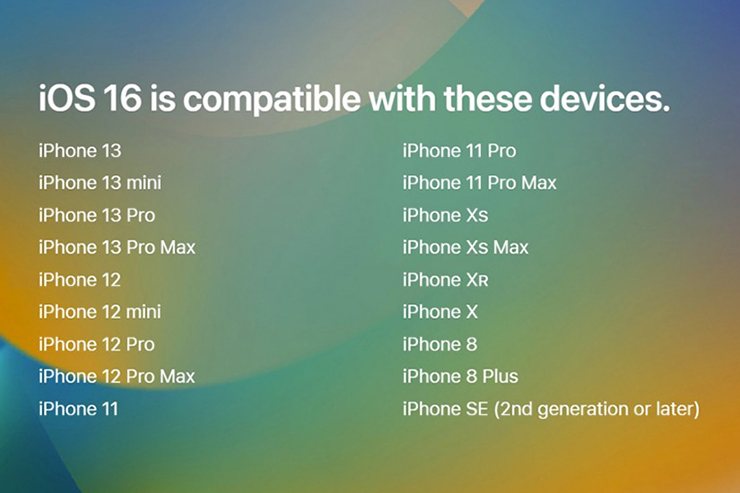 iOS 16 is compatible with these devices.
iPhone 13
iPhone 13 mini
iPhone 13 Pro
iPhone 13 Pro Max
iPhone 12
iPhone 12 mini
iPhone 12 Pro
iPhone 12 Pro Max
iPhone 11
iPhone 11 Pro
iPhone 11 Pro Max
iPhone Xs
iPhone Xs Max
iPhone XR
iPhone X
iPhone 8
iPhone 8 Plus
iPhone SE (2nd generation or later)